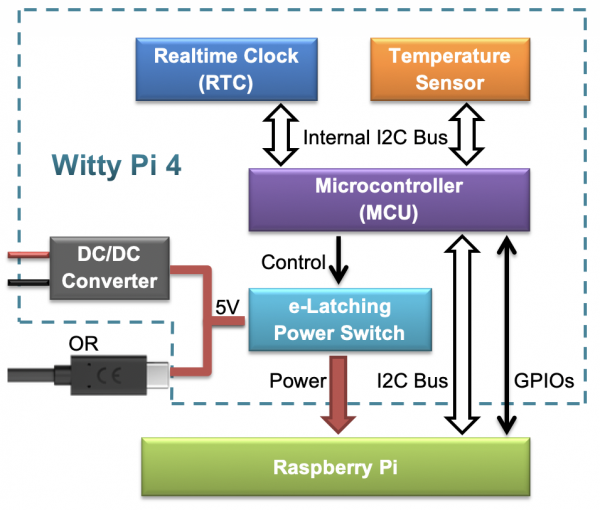 Realtime Clock
(RTC)
Temperature
Sensor
Internal I2C Bus
Witty Pi 4
Microcontroller
(MCU)
DC/DC
Converter
Control
5V
e-Latching
Power Switch
OR
CE
Power
I2C Bus
GPIOs
Raspberry Pi